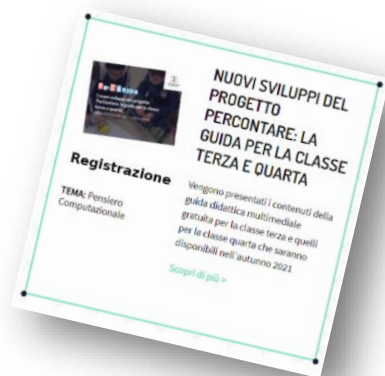 NUOVI SVILUPPI DEL
PROGETTO
PERCONTARE: LA
GUIDA PER LA CLASSE
TERZA E QUARTA
Registrazione
TEMA: Pensiero
Computazionale
Vengono presentati i contenuti della
guida didattica multimediale
gratuita per la classe terza e quelli
per la classe quarta che saranno
disponibili nell'autunno 2021
Scopri di più >